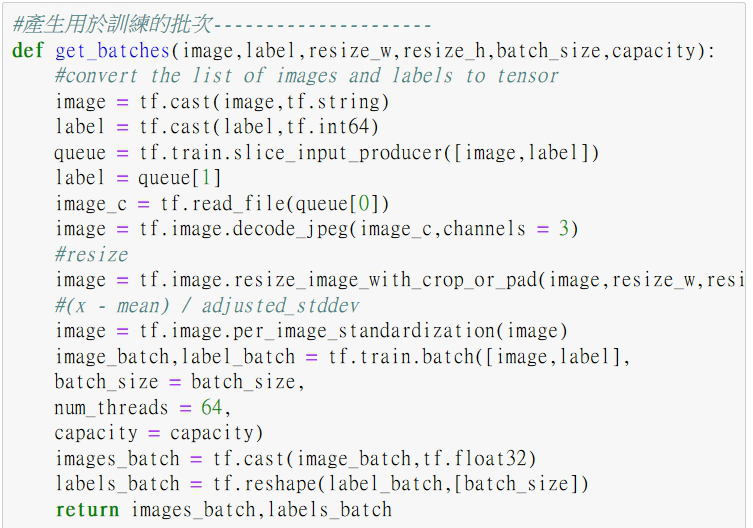 #產生用於訓練的批次---------------------
def get_batches(image,label,resize_w,resize_h,batch_size,capacity):
    #convert the list of images and labels to tensor
    image = tf.cast(image,tf.string)
    label = tf.cast(label,tf.int64)
    queue = tf.train.slice_input_producer([image,label])
    label = queue[1]
    image_c = tf.read_file(queue[0])
    image = tf.image.decode_jpeg(image_c,channels = 3)
    #resize
    image = tf.image.resize_image_with_crop_or_pad(image,resize_w,resi
    #(x - mean) / adjusted_stddev
    image = tf.image.per_image_standardization(image)
    image_batch,label_batch = tf.train.batch([image,label],
    batch_size = batch_size,
    num_threads = 64,
    capacity = capacity)
    images_batch = tf.cast(image_batch,tf.float32)
    labels_batch = tf.reshape(label_batch,[batch_size])
    return images_batch,labels_batch